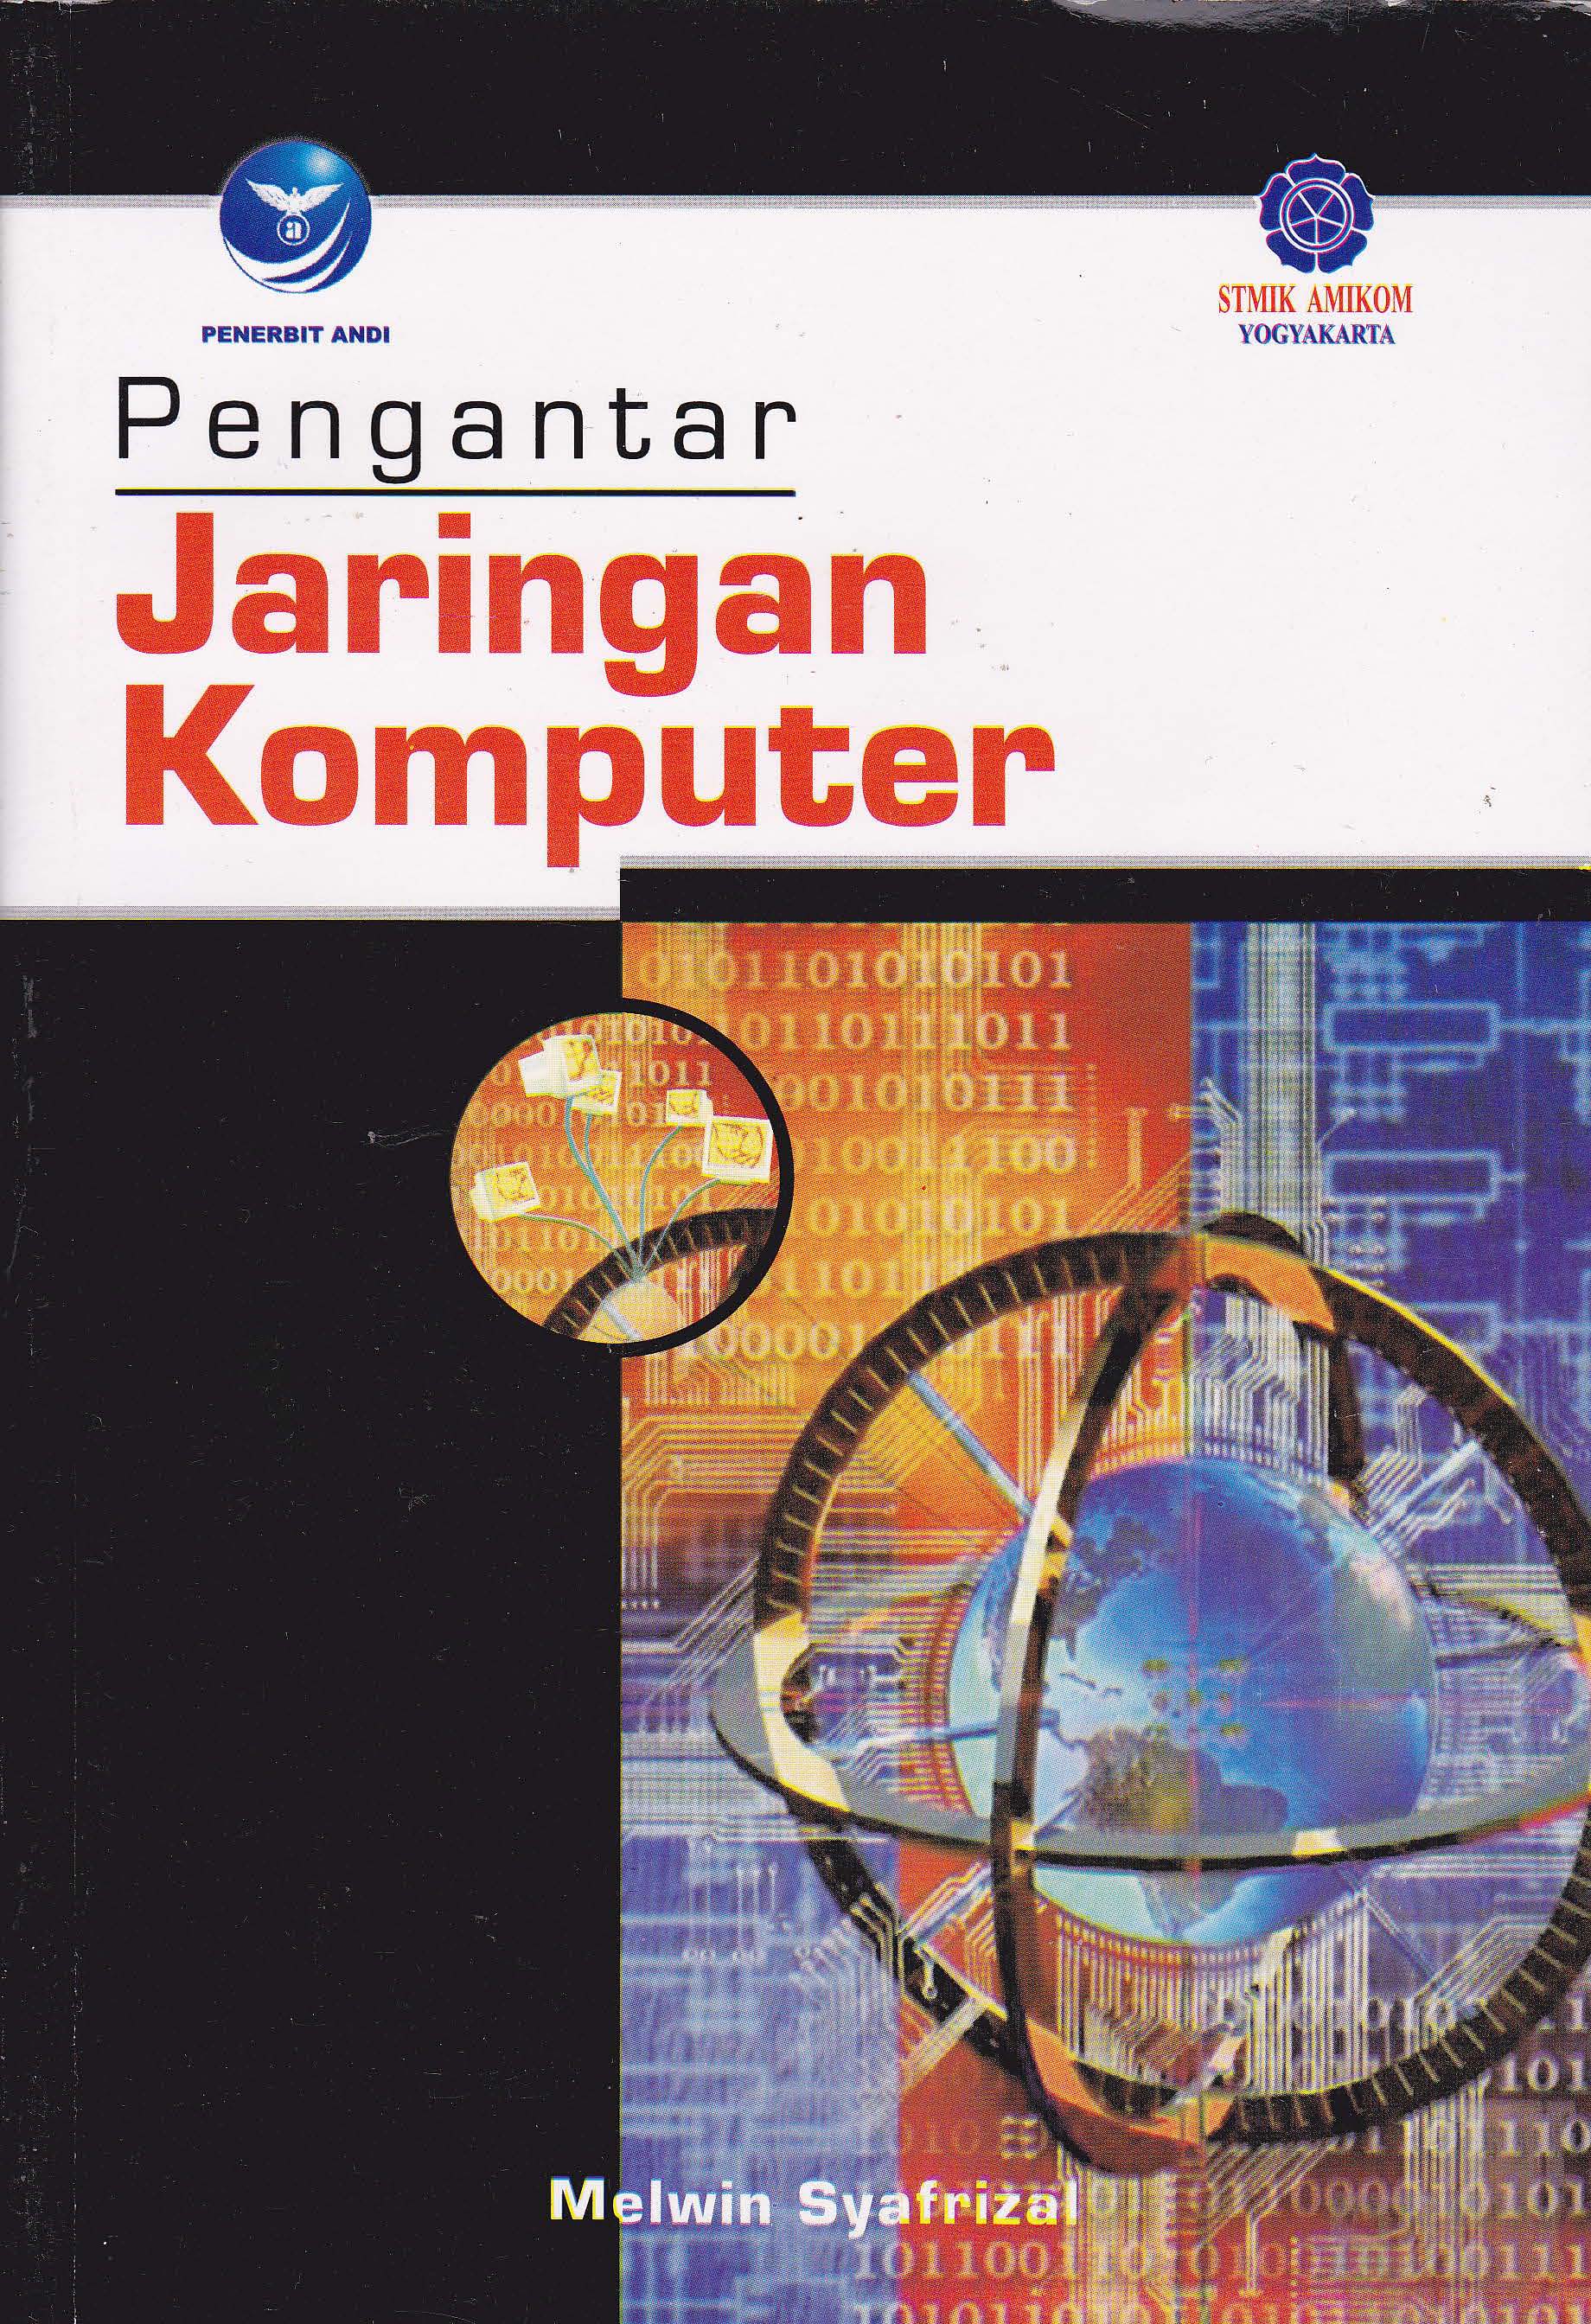 PENERBIT ANDI
STMIK AMIKOM
YOGYAKARTA
Pengantar
Jaringan
Komputer
Melwin Syafrizal